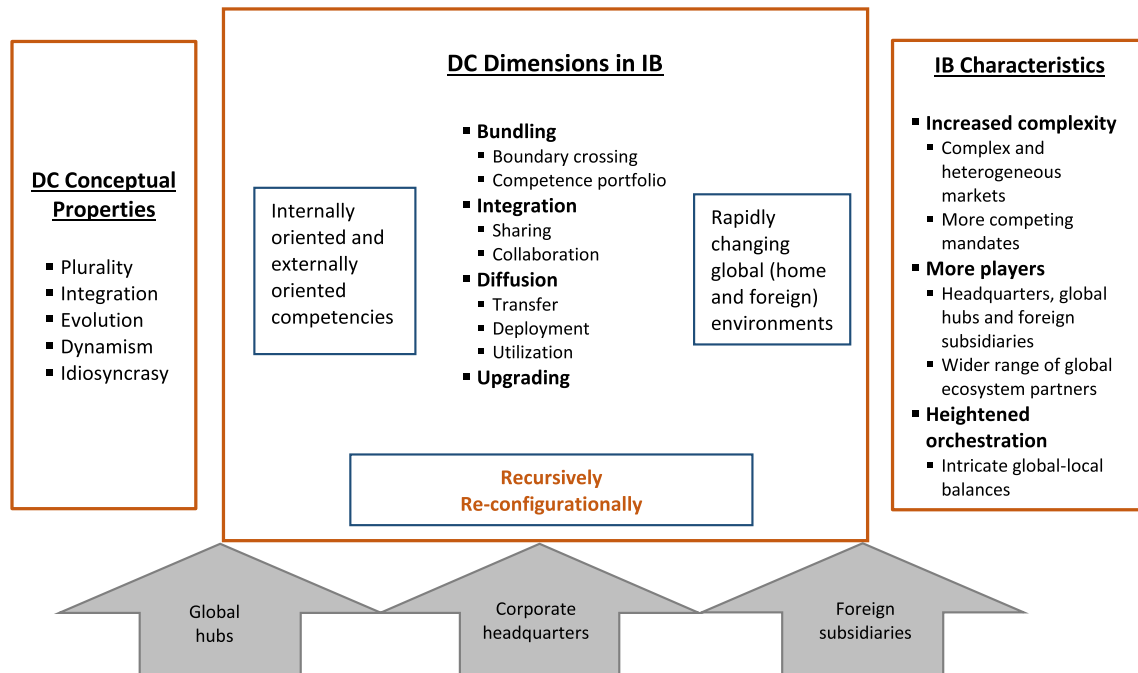 DC Conceptual
Properties
▪ Plurality
▪ Integration
▪ Evolution
▪ Dynamism
▪ Idiosyncrasy
DC Dimensions in IB
Internally
oriented and
externally
oriented
competencies
▪ Bundling
▪ Boundary crossing
▪ Competence portfolio
▪ Integration
▪ Sharing
▪ Collaboration
▪ Diffusion
▪ Transfer
▪ Deployment
▪ Utilization
▪ Upgrading
Rapidly
changing
global (home
and foreign)
environments
Recursively
Re-configurationally
IB Characteristics
▪ Increased complexity
▪ Complex and
heterogeneous
markets
▪ More competing
mandates
▪ More players
▪ Headquarters, global
hubs and foreign
subsidiaries
▪ Wider range of global
ecosystem partners
▪ Heightened
orchestration
▪ Intricate global-local
balances
Global
hubs
Corporate
headquarters
Foreign
subsidiaries